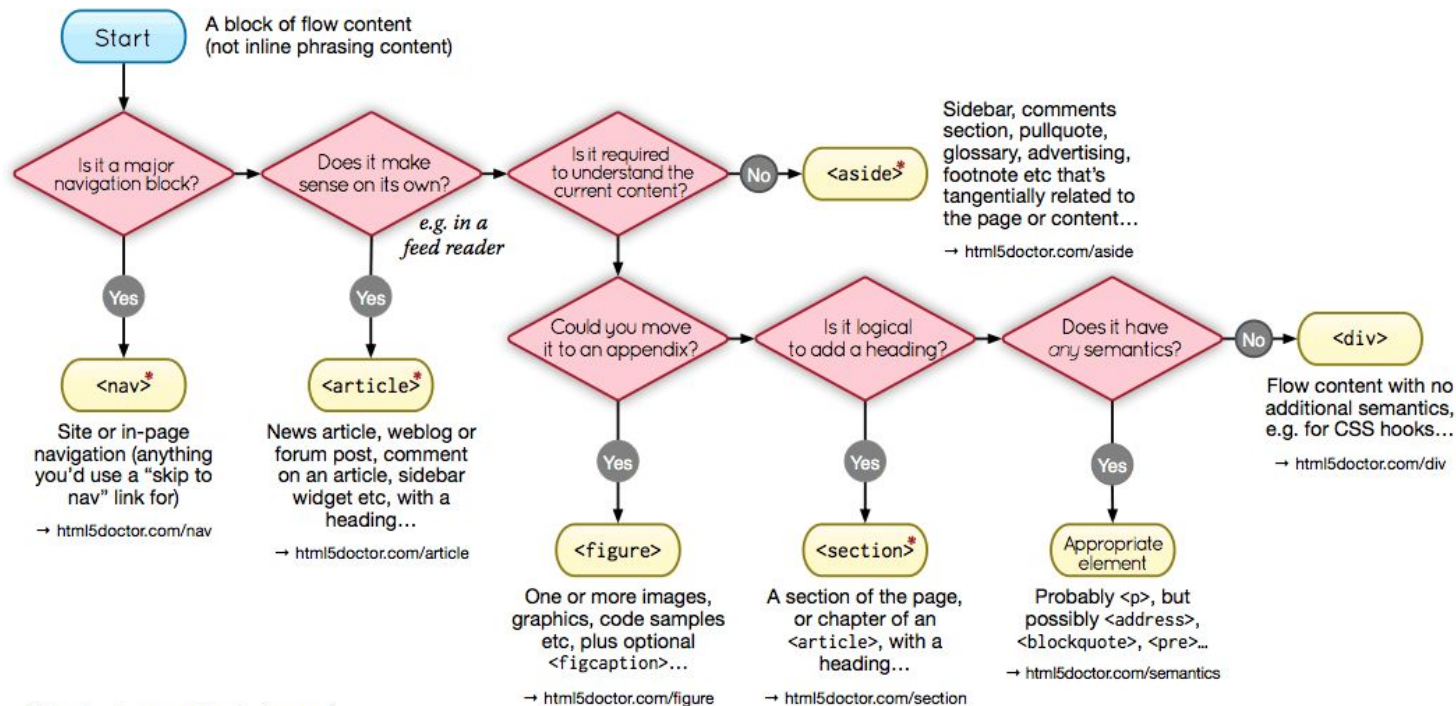 Start
A block of flow content
(not inline phrasing content)
Is it a major
navigation block?
Does it make
sense on its own?
e.g. in a
feed reader
Is it required
to understand the
current content?
No
<aside>*
Sidebar, comments
section, pullquote,
glossary, advertising,
footnote etc that's
tangentially related to
the page or content…
→ html5doctor.com/aside
Yes
<nav>*
Site or in-page
navigation (anything
you'd use a “skip to
nav” link for)
→ html5doctor.com/nav
Yes
<article>*
News article, weblog or
forum post, comment
on an article, sidebar
widget etc, with a
heading…
→ html5doctor.com/article
Could you move
it to an appendix?
Yes
<figure>
One or more images,
graphics, code samples
etc, plus optional
<figcaption>…
→ html5doctor.com/figure
Is it logical
to add a heading?
Yes
<section>*
A section of the page,
or chapter of an
<article>, with a
heading…
→ html5doctor.com/section
Does it have
any semantics?
Yes
Appropriate
element
Probably <p>, but
possibly <address>,
<blockquote>, <pre>…
→ html5doctor.com/semantics
No
<div>
Flow content with no
additional semantics,
e.g. for CSS hooks…
→ html5doctor.com/div